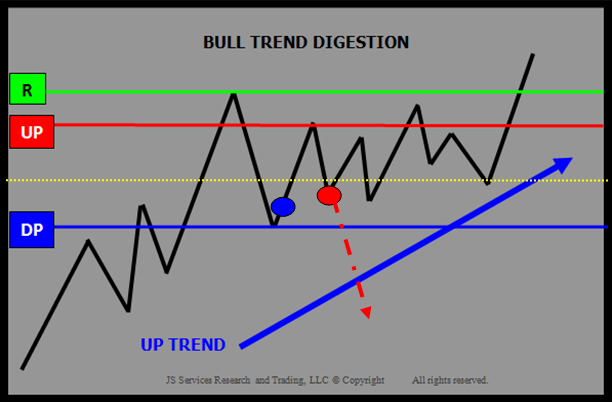 BULL TREND DIGESTION
R
UP
DP
UP TREND
JS Services Research and Trading, LLC © Copyright All rights reserved.